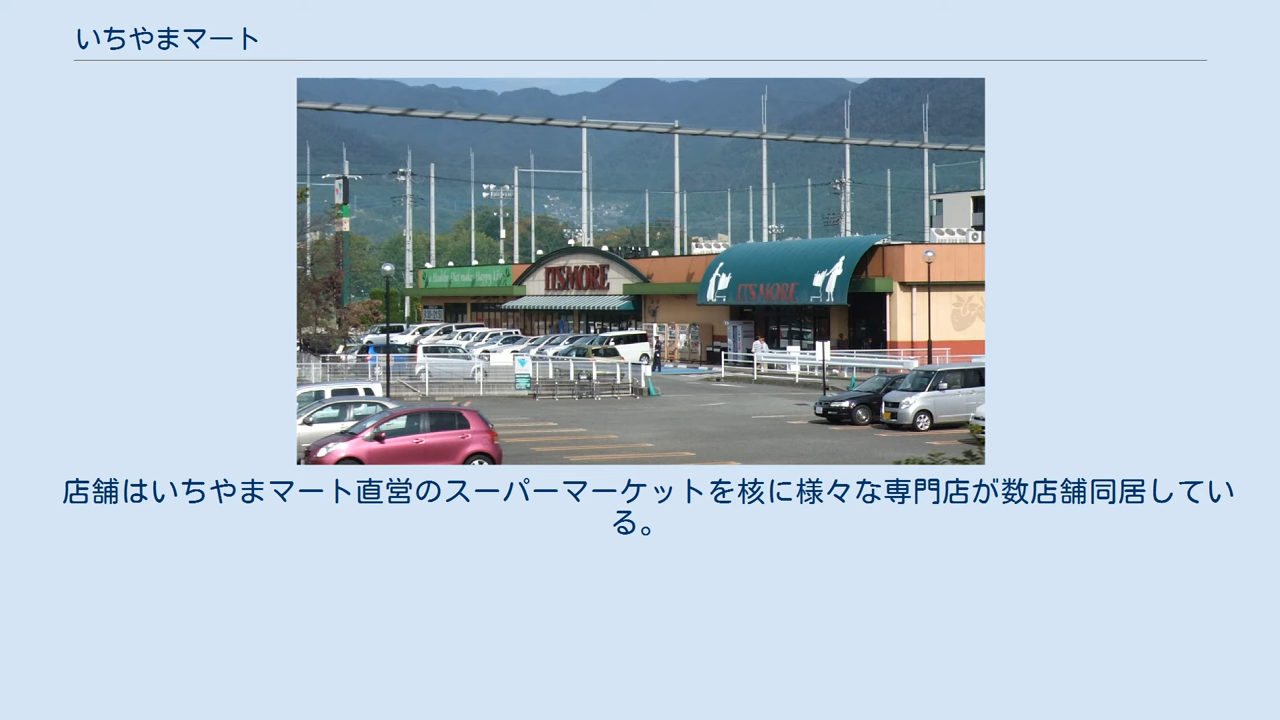 いちやまマート
ITSMORE
ITS MORE
店舗はいちやまマート直営のスーパーマーケットを核に様々な専門店が数店舗同居してい
る。